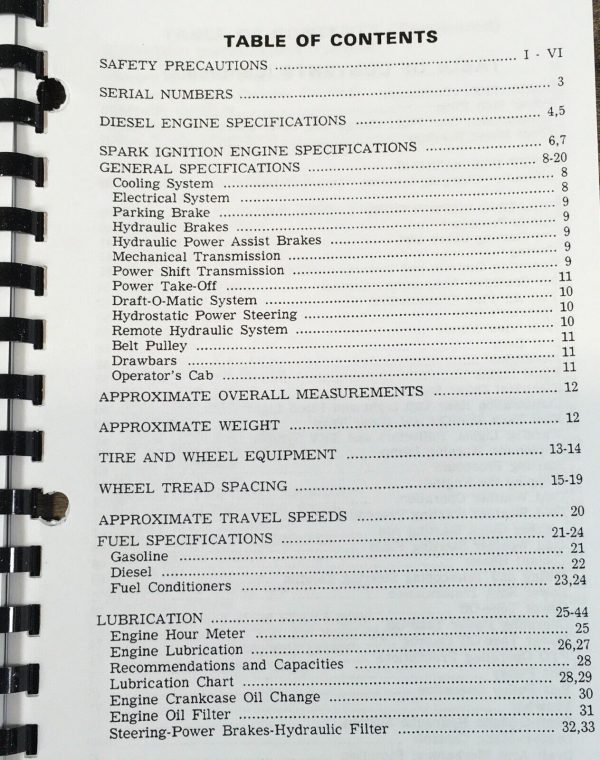 TABLE OF CONTENTS
SAFETY PRECAUTIONS ........ I - VI
SERIAL NUMBERS ........ 3
DIESEL ENGINE SPECIFICATIONS ........ 4,5
SPARK IGNITION ENGINE SPECIFICATIONS ........ 6,7
GENERAL SPECIFICATIONS ........ 8-20
Cooling System ........ 8
Electrical System ........ 8
Parking Brake ........ 9
Hydraulic Brakes ........ 9
Hydraulic Power Assist Brakes ........ 9
Mechanical Transmission ........ 9
Power Shift Transmission ........ 9
Power Take-Off ........ 11
Draft-O-Matic System ........ 10
Hydrostatic Power Steering ........ 10
Remote Hydraulic System ........ 10
Belt Pulley ........ 11
Drawbars ........ 11
Operator's Cab ........ 11
APPROXIMATE OVERALL MEASUREMENTS ........ 12
APPROXIMATE WEIGHT ........ 12
TIRE AND WHEEL EQUIPMENT ........ 13-14
WHEEL TREAD SPACING ........ 15-19
APPROXIMATE TRAVEL SPEEDS ........ 20
FUEL SPECIFICATIONS ........ 21-24
Gasoline ........ 21
Diesel ........ 22
Fuel Conditioners ........ 23,24
LUBRICATION ........ 25-44
Engine Hour Meter ........ 25
Engine Lubrication ........ 26,27
Recommendations and Capacities ........ 28
Lubrication Chart ........ 28,29
Engine Crankcase Oil Change ........ 30
Engine Oil Filter ........ 31
Steering-Power Brakes-Hydraulic Filter ........ 32,33